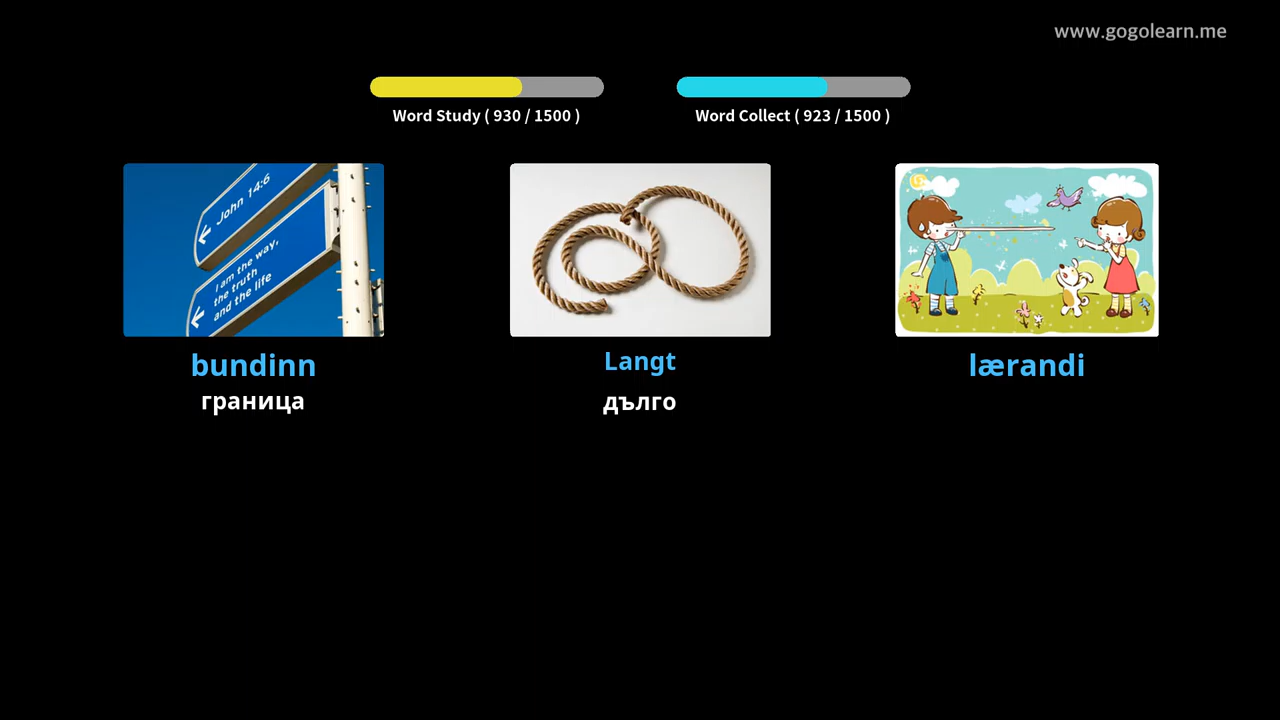 www.gogolearn.me
Word Study ( 930 / 1500 )
Word Collect ( 923 / 1500 )
John 14:6
I am the way,
the truth
and the life
bundinn
граница
Langt
дълго
lærandi